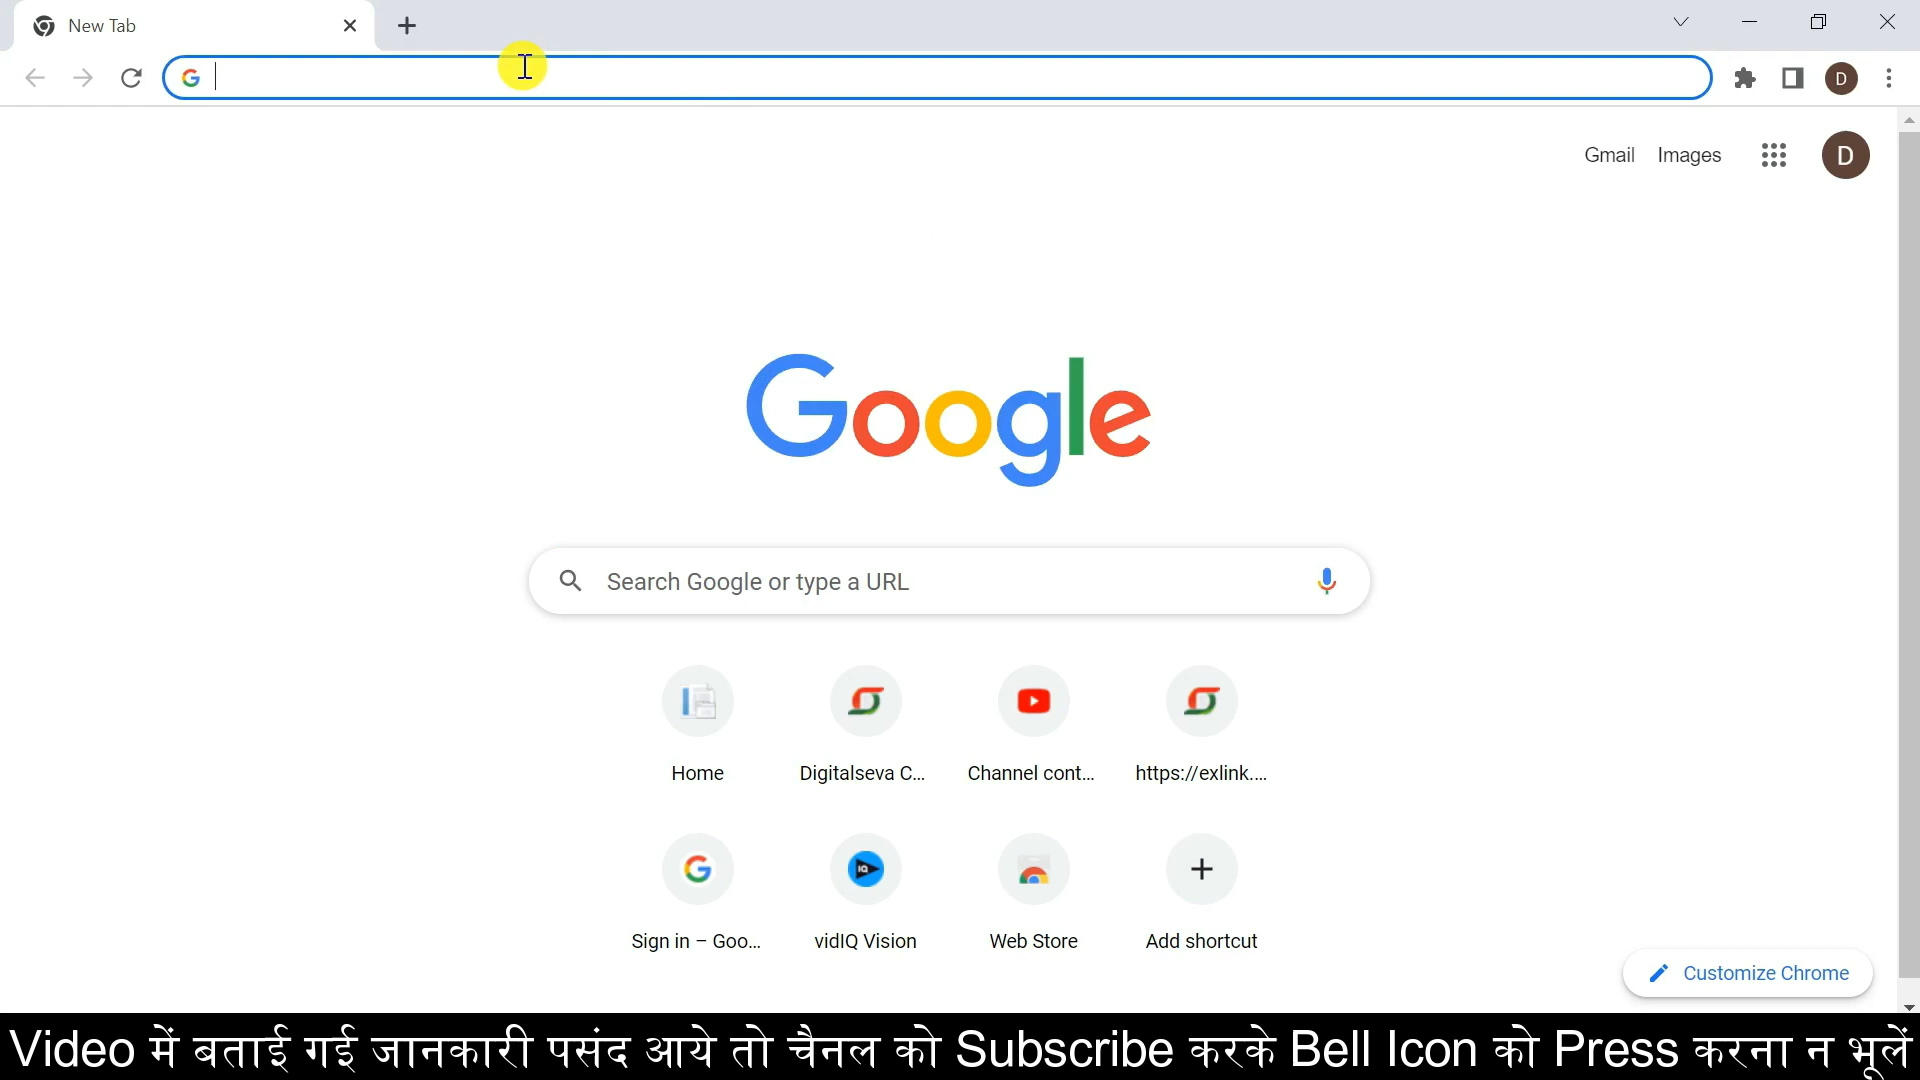 New Tab
D
Gmail Images D
Google
Search Google or type a URL
Home Digitalseva C... Channel cont... https://exlink....
Sign in – Goo... vidIQ Vision Web Store Add shortcut
Customize Chrome
Video में बताई गई जानकारी पसंद आये तो चैनल को Subscribe करके Bell Icon को Press करना न भूलें